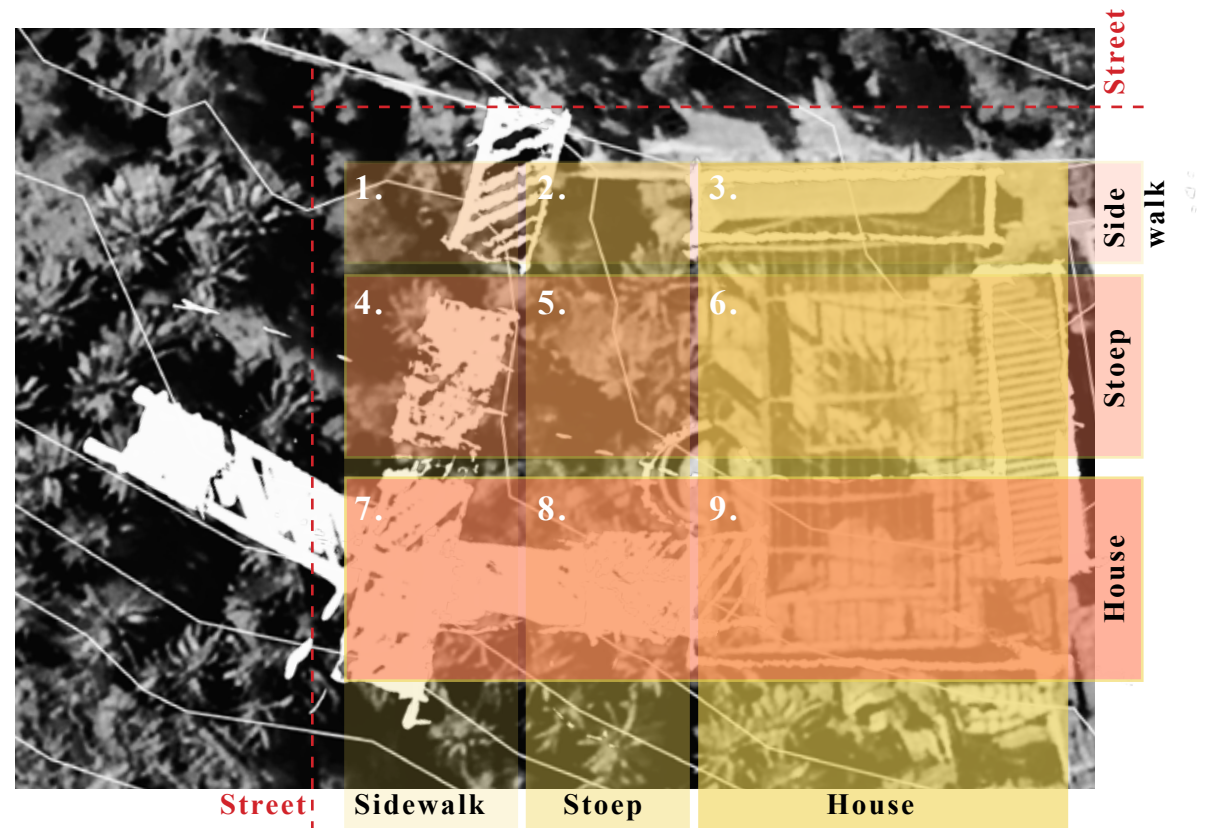 Street
1.
2.
3.
Side
walk
4.
5.
6.
Stoep
7.
8.
9.
House
Street
Sidewalk
Stoep
House